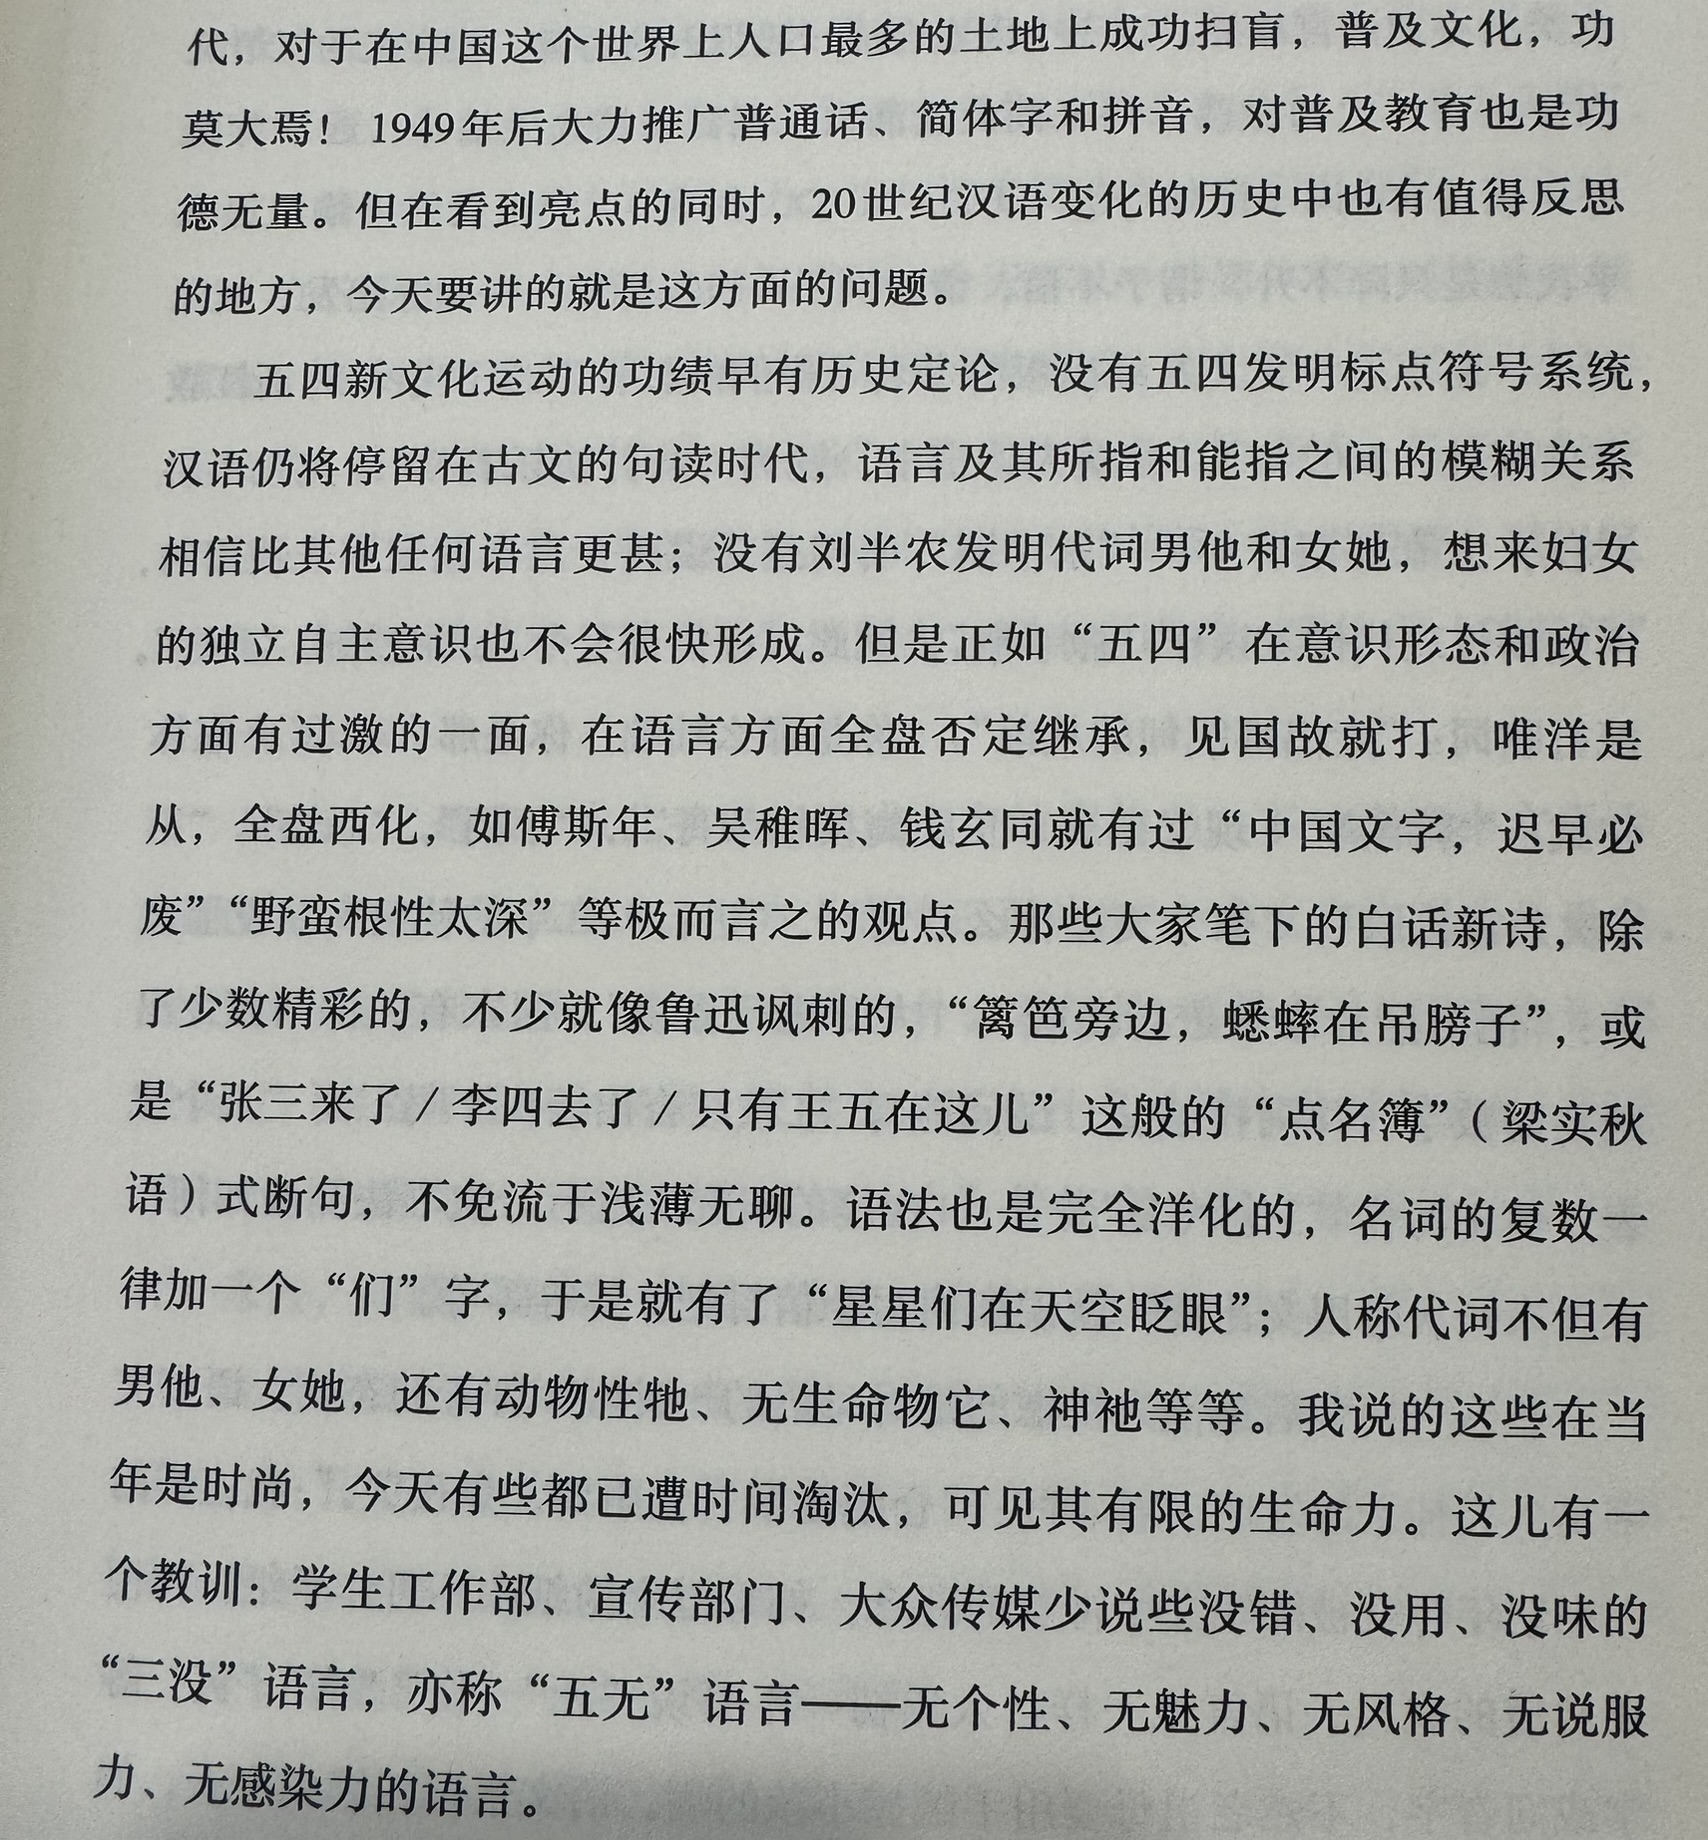 代，对于在中国这个世界上人口最多的土地上成功扫盲，普及文化，功
莫大焉！ 1949年后大力推广普通话、简体字和拼音，对普及教育也是功
德无量。但在看到亮点的同时，20世纪汉语变化的历史中也有值得反思
的地方，今天要讲的就是这方面的问题。
五四新文化运动的功绩早有历史定论，没有五四发明标点符号系统，
汉语仍将停留在古文的句读时代，语言及其所指和能指之间的模糊关系
相信比其他任何语言更甚；没有刘半农发明代词男他和女她，想来妇女
的独立自主意识也不会很快形成。但是正如“五四”在意识形态和政治
方面有过激的一面，在语言方面全盘否定继承，见国故就打，唯洋是
从，全盘西化，如傅斯年、吴稚晖、钱玄同就有过“中国文字，迟早必
废”“野蛮根性太深”等极而言之的观点。那些大家笔下的白话新诗，除
了少数精彩的，不少就像鲁迅讽刺的，“篱笆旁边，蟋蟀在吊膀子”，或
是“张三来了/李四去了/只有王五在这儿”这般的“点名簿”（梁实秋
语）式断句，不免流于浅薄无聊。语法也是完全洋化的，名词的复数一
律加一个“们”字，于是就有了“星星们在天空眨眼”；人称代词不但有
男他、女她，还有动物性牠、无生命物它、神祂等等。我说的这些在当
年是时尚，今天有些都已遭时间淘汰，可见其有限的生命力。这儿有一
个教训：学生工作部、宣传部门、大众传媒少说些没错、没用、没味的
“三没”语言，亦称“五无”语言——无个性、无魅力、无风格、无说服
力、无感染力的语言。